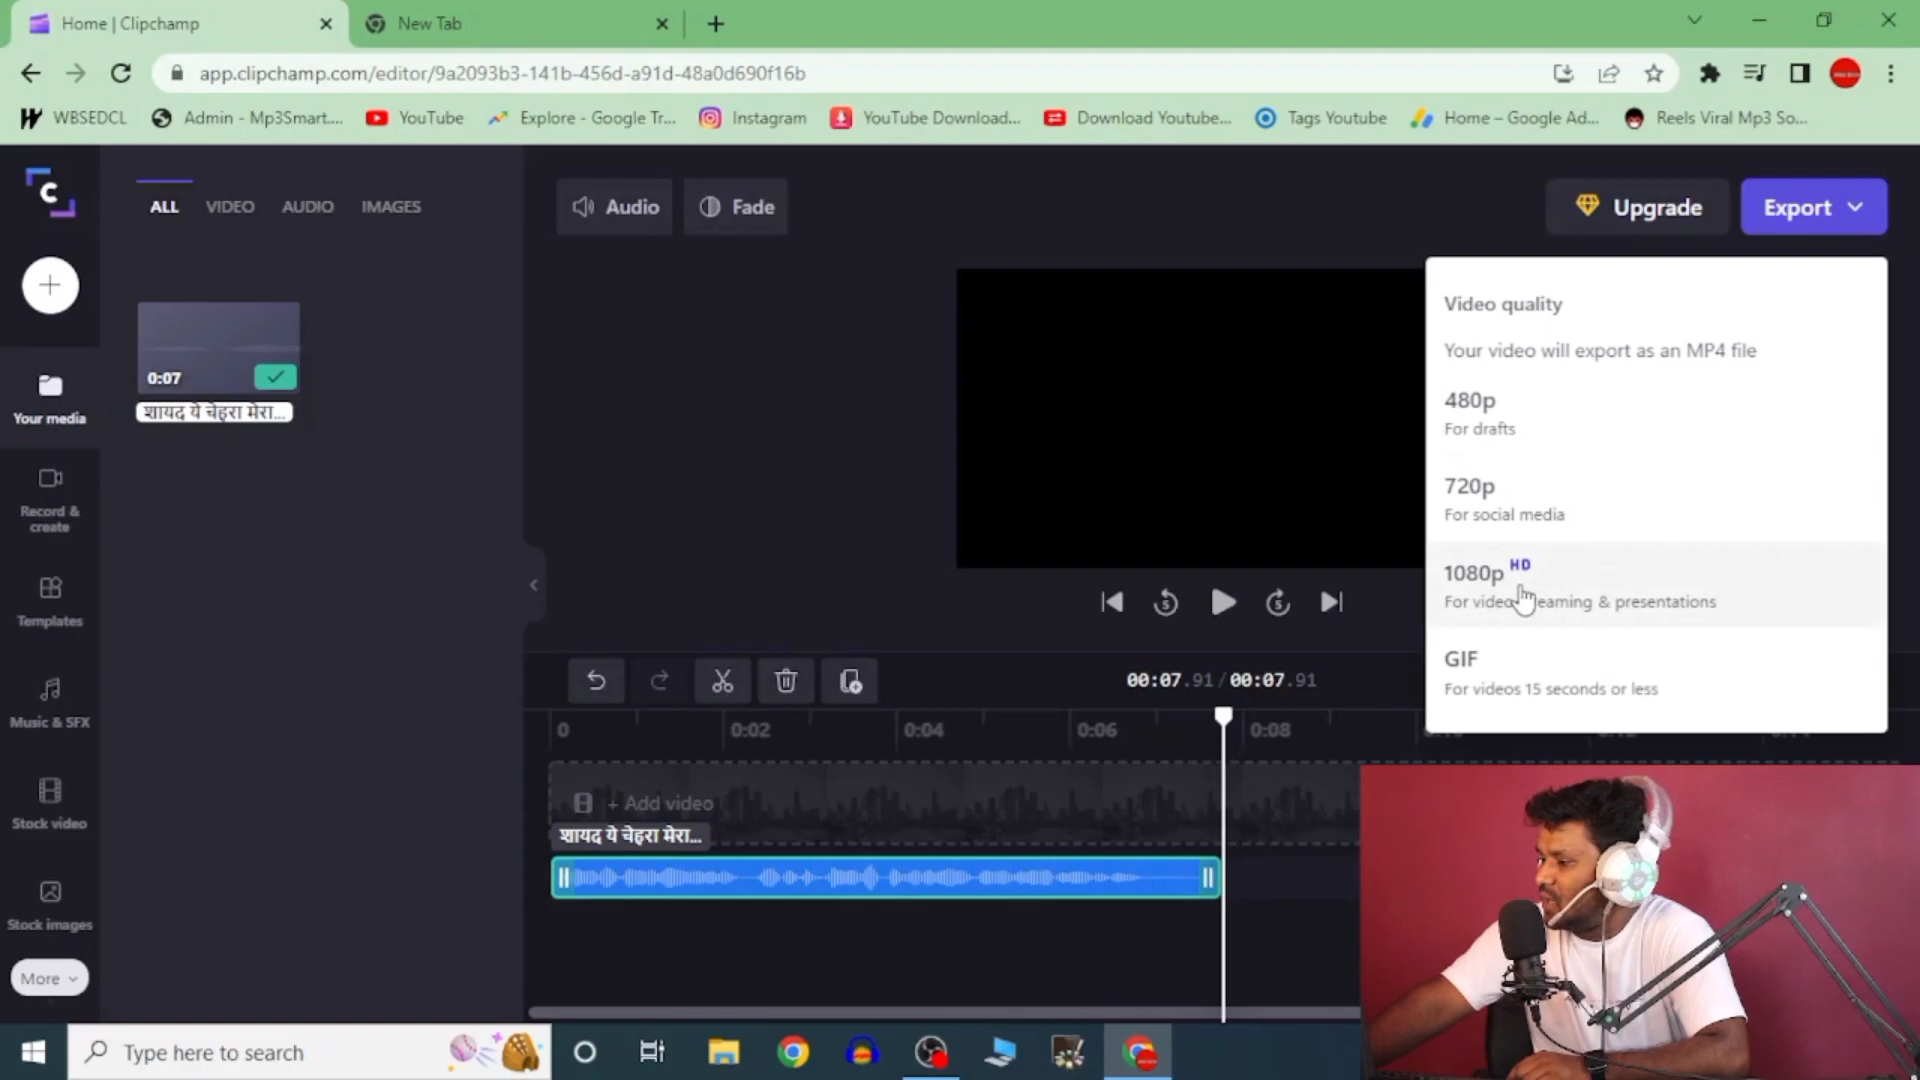 Home | Clipchamp
New Tab
app.clipchamp.com/editor/9a2093b3-141b-456d-a91d-48a0d690f16b
WBSEDCL
Admin - Mp3Smart....
YouTube
Explore - Google Tr...
Instagram
YouTube Download...
Download Youtube...
Tags Youtube
Home – Google Ad...
Reels Viral Mp3 So...
C
ALL VIDEO AUDIO IMAGES
Audio
Fade
Upgrade
Export
0:07
शायद ये चेहरा मेरा...
Your media
Record &
create
Templates
Music & SFX
Stock video
Stock images
More
Video quality
Your video will export as an MP4 file
480p
For drafts
720p
For social media
1080p HD
For video streaming & presentations
GIF
For videos 15 seconds or less
5
5
00:07.91 / 00:07.91
0 0:02 0:04 0:06 0:08
+ Add video
शायद ये चेहरा मेरा...
Type here to search